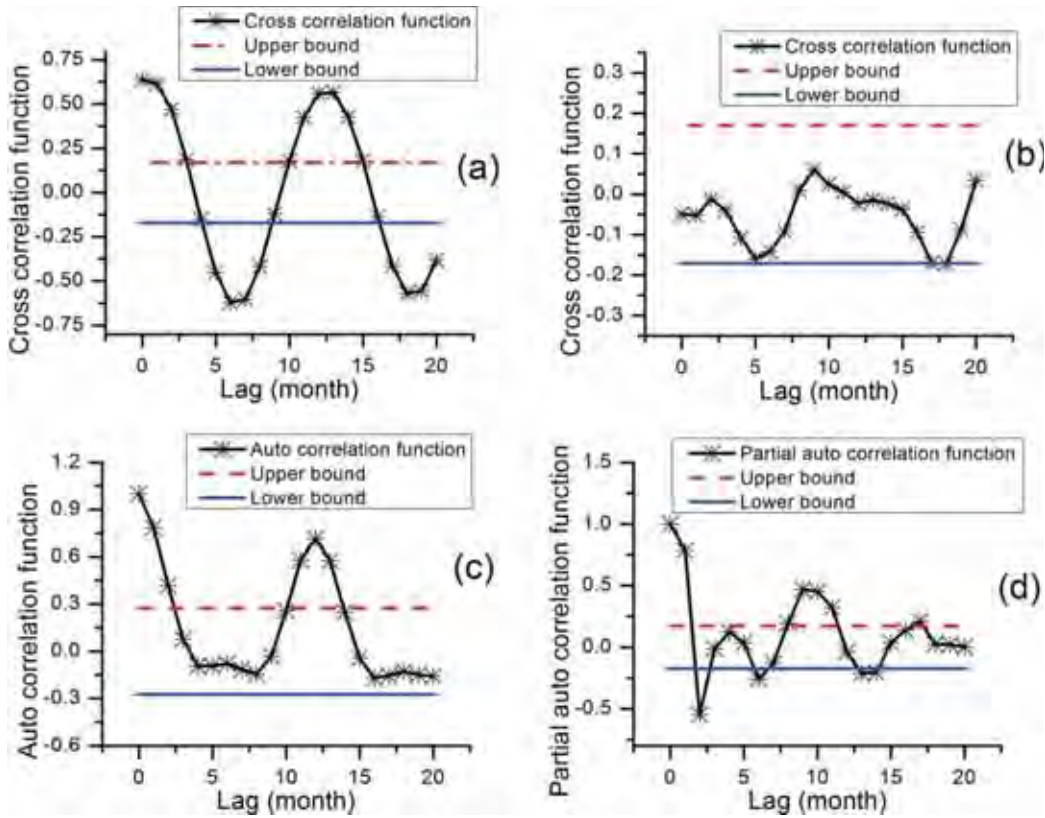 Cross correlation function
Upper bound
Lower bound
Cross correlation function
0.75
0.50
0.25
0.00
-0.25
-0.50
-0.75
(a)
0 5 10 15 20
Lag (month)
Cross correlation function
Upper bound
Lower bound
Cross correlation function
0.3
0.2
0.1
0.0
-0.1
-0.2
-0.3
(b)
0 5 10 15 20
Lag (month)
Auto correlation function
Upper bound
Lower bound
Auto correlation function
1.2
0.9
0.6
0.3
0.0
-0.3
-0.6
(c)
0 5 10 15 20
Lag (month)
Partial auto correlation function
Upper bound
Lower bound
Partial auto correlation function
1.5
1.0
0.5
0.0
-0.5
(d)
0 5 10 15 20
Lag (month)